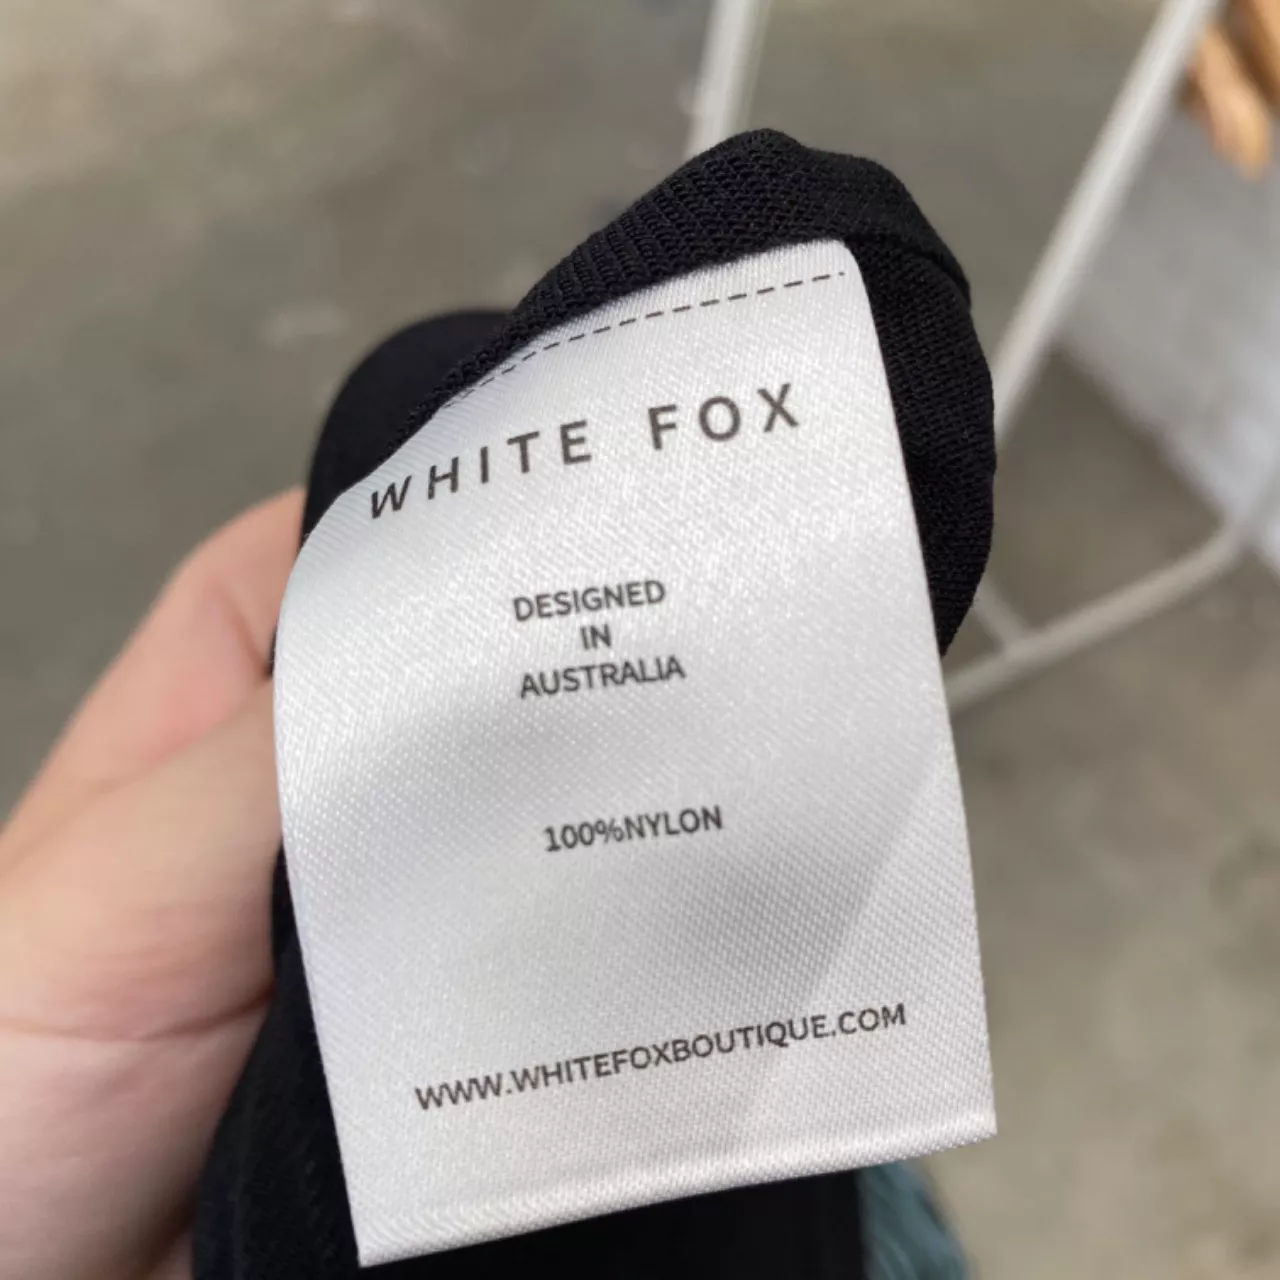 WHITE FOX
DESIGNED
IN
AUSTRALIA
100%NYLON
WWW.WHITEFOXBOUTIQUE.COM